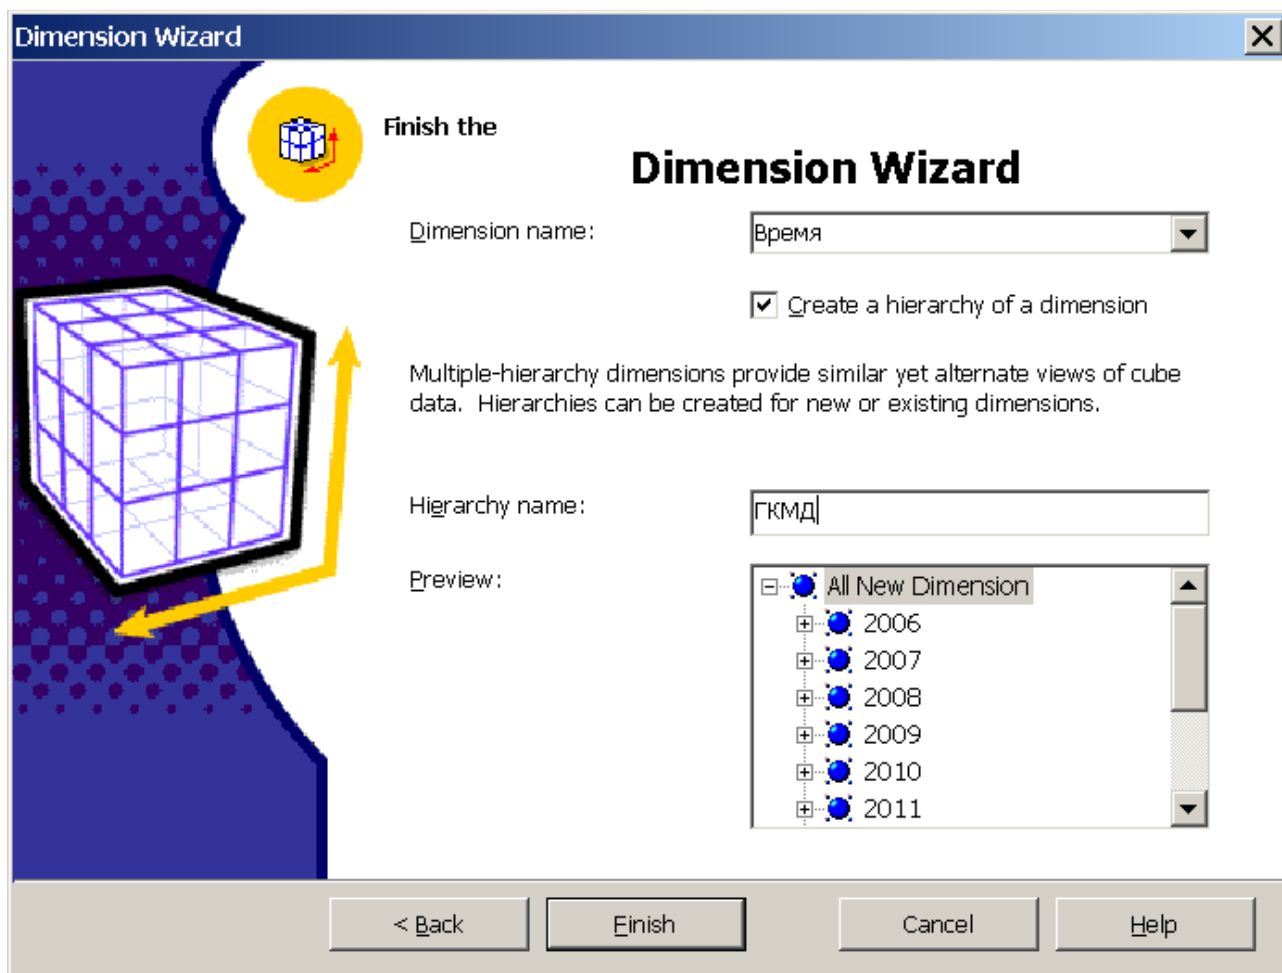 Dimension Wizard
Finish the
Dimension Wizard
Dimension name:
Время
Create a hierarchy of a dimension
Multiple-hierarchy dimensions provide similar yet alternate views of cube
data. Hierarchies can be created for new or existing dimensions.
Hierarchy name:
ГКМД
Preview:
All New Dimension
2006
2007
2008
2009
2010
2011
< Back
Finish
Cancel
Help